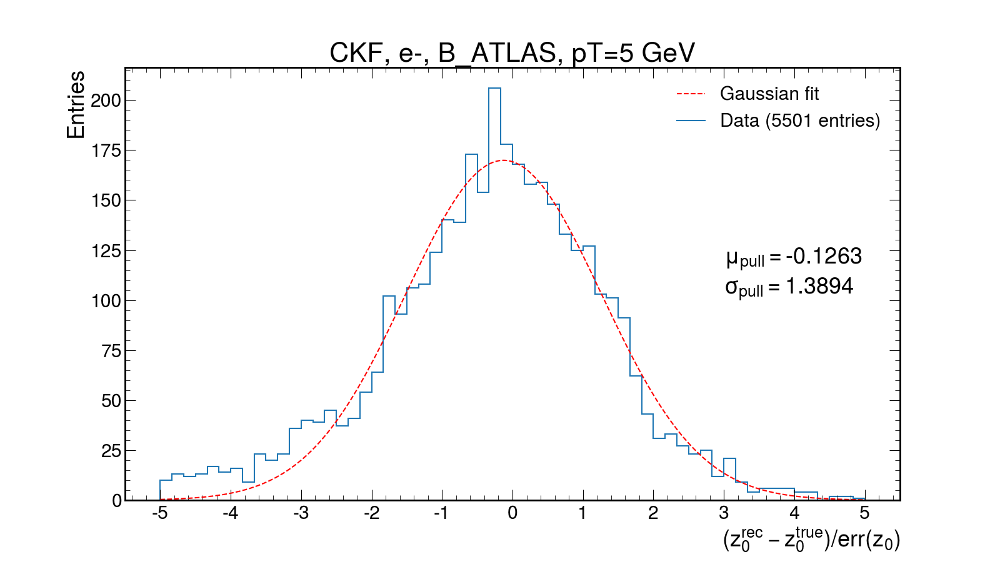 CKF, e-, B_ATLAS, pT=5 GeV
Entries
200
175
150
125
100
75
50
25
0
Gaussian fit
Data (5501 entries)
μpull = -0.1263
σpull = 1.3894
-5 -4 -3 -2 -1 0 1 2 3 4 5
(z0rec − z0true)/err(z0)